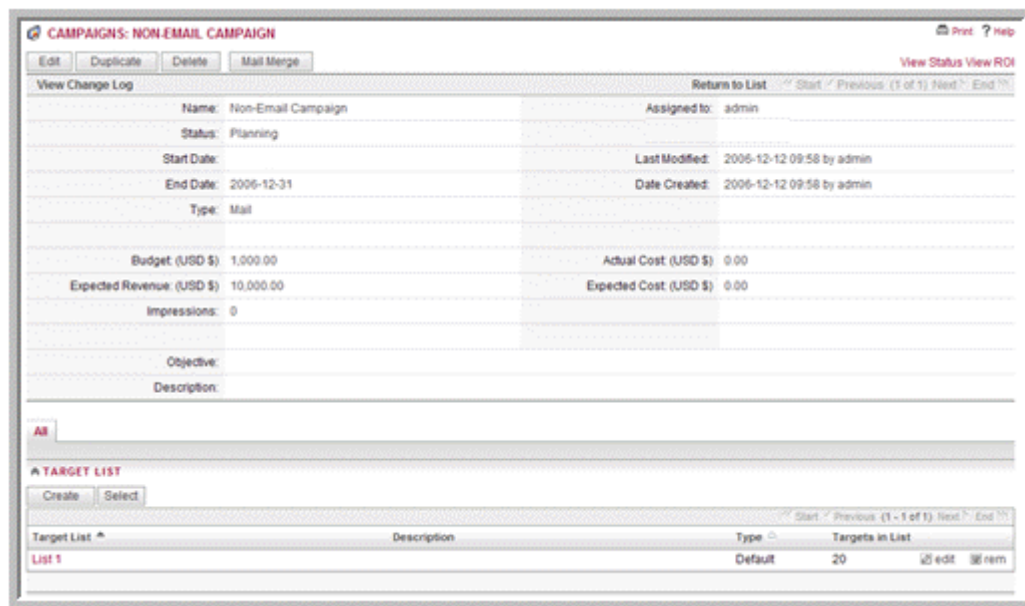 CAMPAIGNS: NON-EMAIL CAMPAIGN Print ? Help
Edit Duplicate Delete Mail Merge View Status View ROI
View Change Log Return to List Start Previous (1 of 1) Next End
Name: Non-Email Campaign Assigned to: admin
Status: Planning
Start Date: Last Modified: 2006-12-12 09:58 by admin
End Date: 2006-12-31 Date Created: 2006-12-12 09:58 by admin
Type: Mail
Budget: (USD $) 1,000.00 Actual Cost: (USD $) 0.00
Expected Revenue: (USD $) 10,000.00 Expected Cost: (USD $) 0.00
Impressions: 0
Objective:
Description:
All
TARGET LIST
Create Select
Start Previous (1 - 1 of 1) Next End
Target List Description Type Targets in List
List 1 Default 20 edit rem